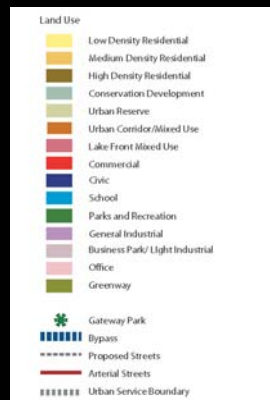 Land Use
Low Density Residential
Medium Density Residential
High Density Residential
Conservation Development
Urban Reserve
Urban Corridor/Mixed Use
Lake Front Mixed Use
Commercial
Civic
School
Parks and Recreation
General Industrial
Business Park/ Light Industrial
Office
Greenway
Gateway Park
Bypass
Proposed Streets
Arterial Streets
Urban Service Boundary